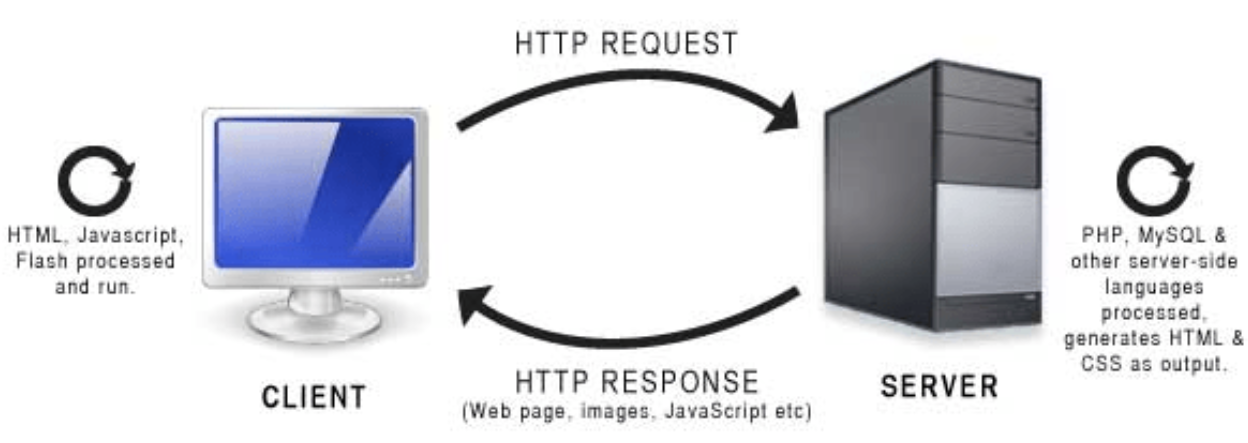 HTTP REQUEST
HTML, Javascript,
Flash processed
and run.
PHP, MySQL &
other server-side
languages
processed,
generates HTML &
CSS as output.
CLIENT
HTTP RESPONSE
(Web page, images, JavaScript etc)
SERVER